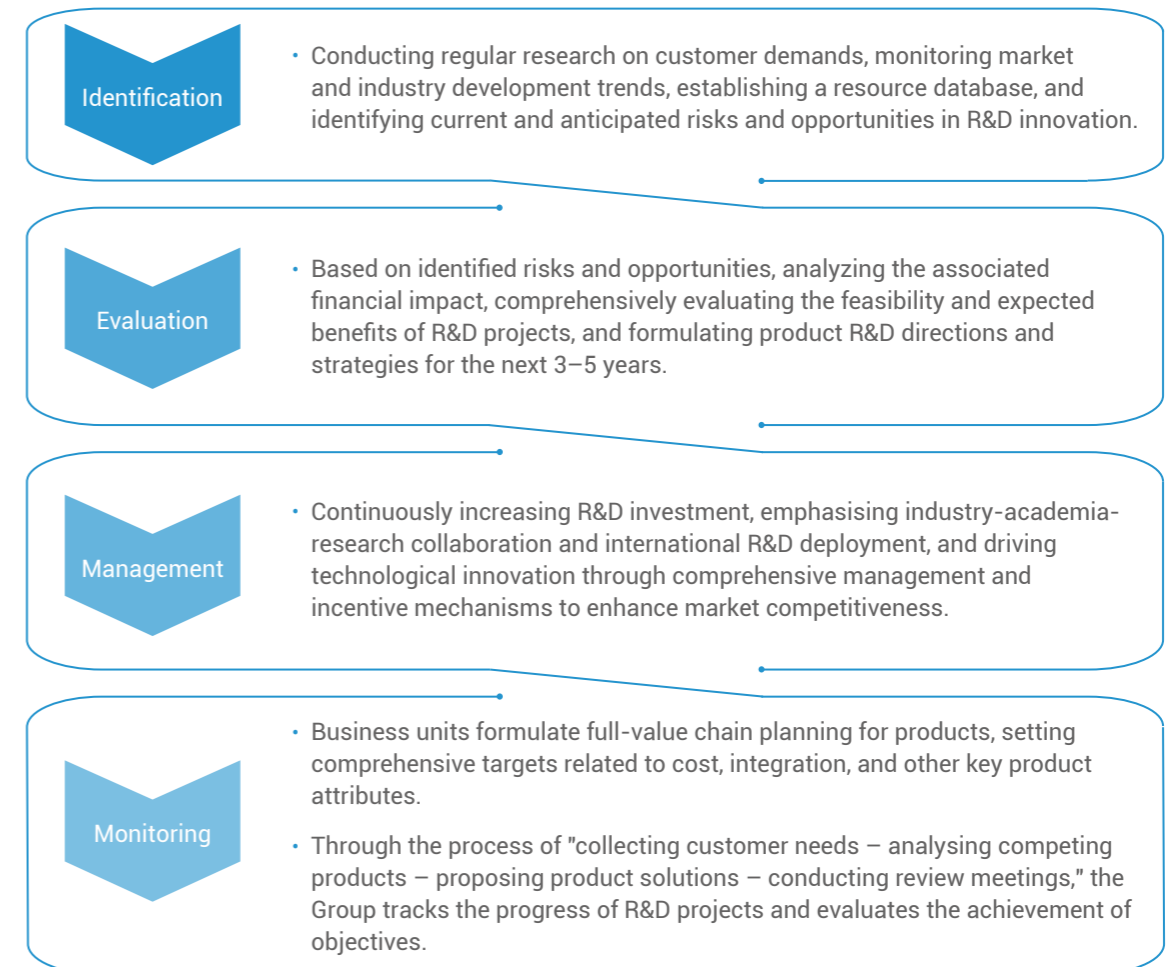 Identification
• Conducting regular research on customer demands, monitoring market
and industry development trends, establishing a resource database, and
identifying current and anticipated risks and opportunities in R&D innovation.
Evaluation
• Based on identified risks and opportunities, analyzing the associated
financial impact, comprehensively evaluating the feasibility and expected
benefits of R&D projects, and formulating product R&D directions and
strategies for the next 3–5 years.
Management
• Continuously increasing R&D investment, emphasising industry-academia-
research collaboration and international R&D deployment, and driving
technological innovation through comprehensive management and
incentive mechanisms to enhance market competitiveness.
Monitoring
• Business units formulate full-value chain planning for products, setting
comprehensive targets related to cost, integration, and other key product
attributes.
• Through the process of "collecting customer needs – analysing competing
products – proposing product solutions – conducting review meetings," the
Group tracks the progress of R&D projects and evaluates the achievement of
objectives.